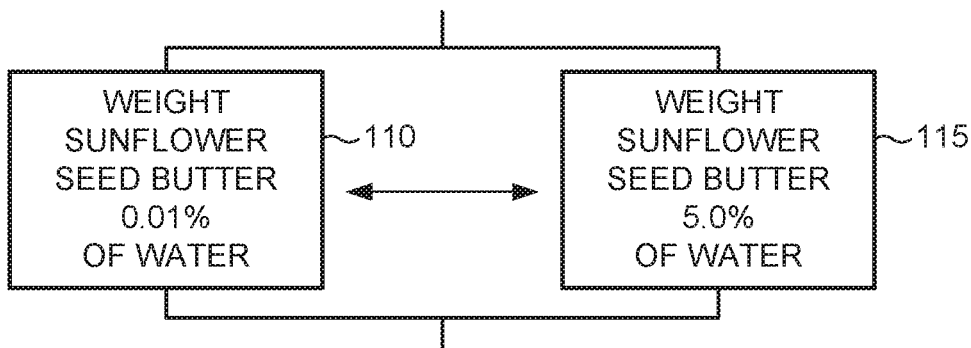 WEIGHT
SUNFLOWER
SEED BUTTER
0.01%
OF WATER
110
WEIGHT
SUNFLOWER
SEED BUTTER
5.0%
OF WATER
115